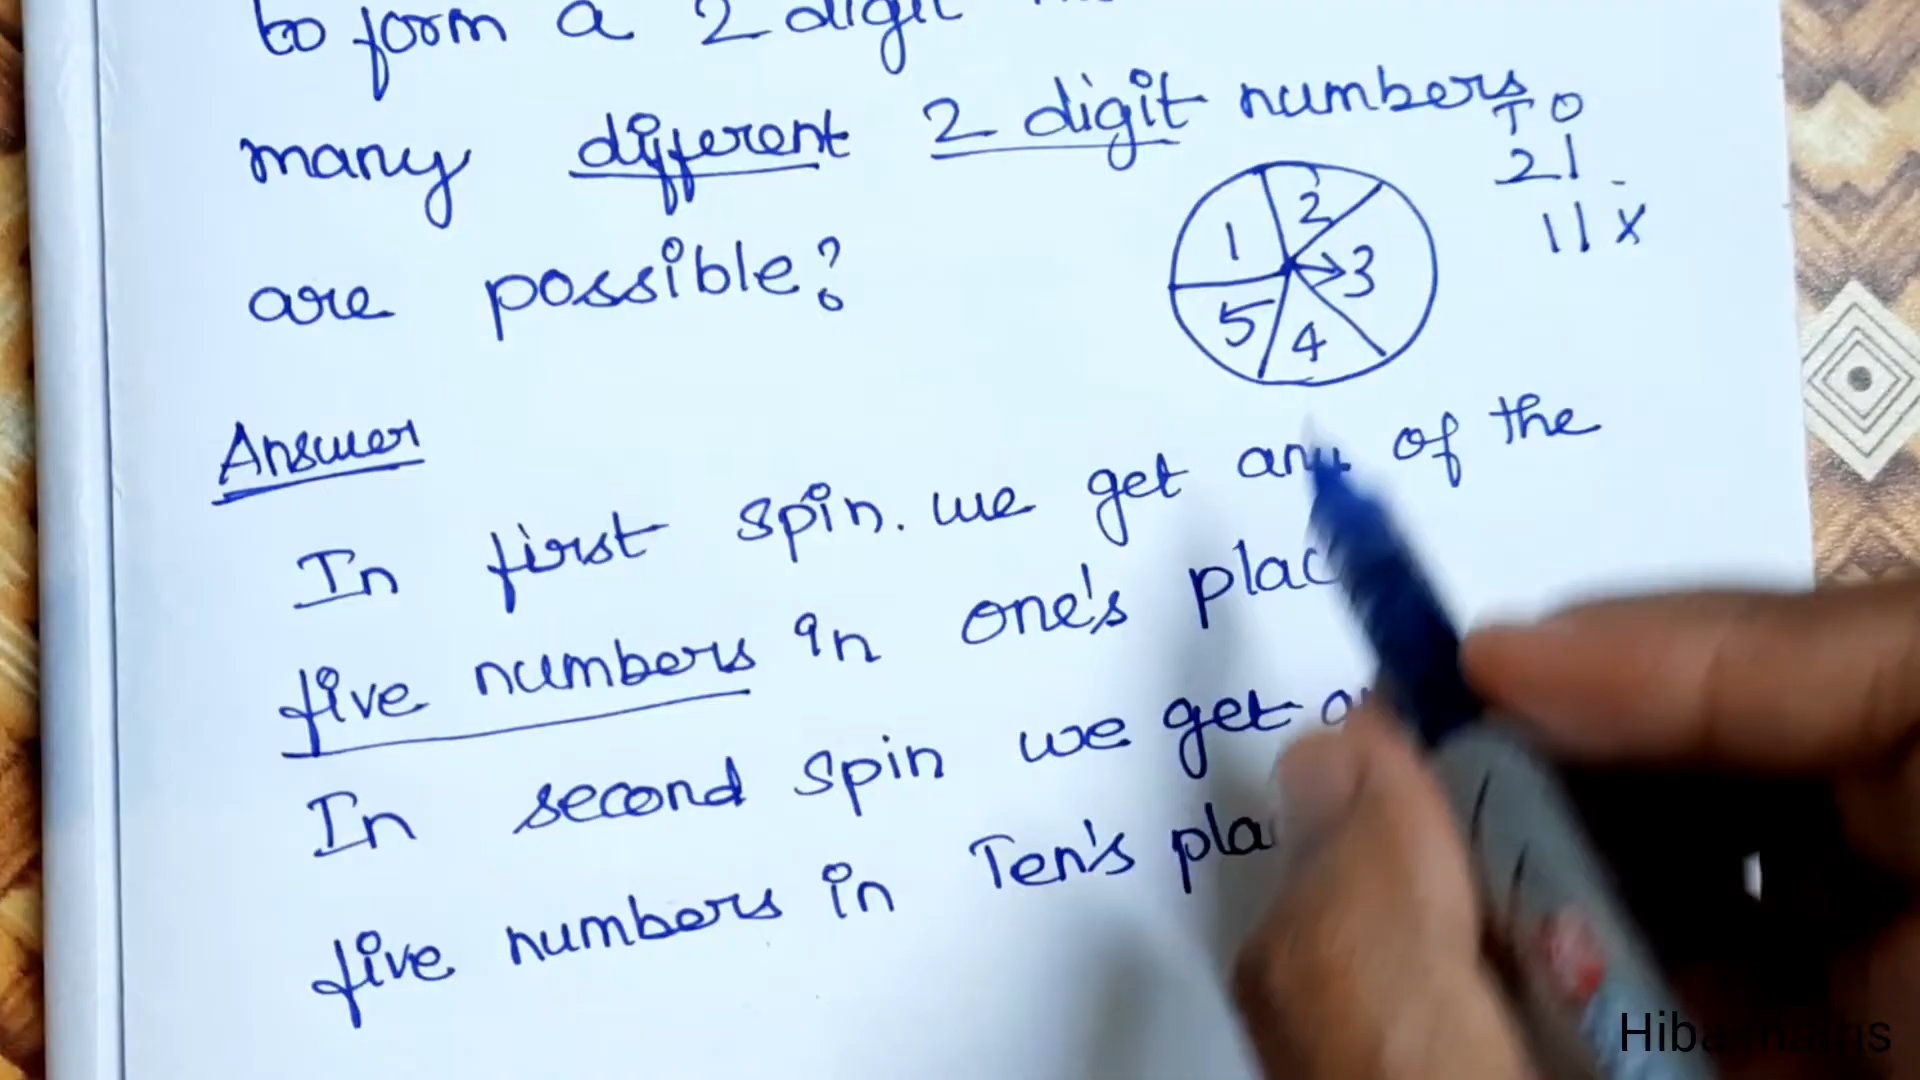 to form a 2 digit
many different 2 digit numbers
are possible?
T O
2 1
1 1 x
1
2
3
4
5
Answer
In first spin. we get any of the
five numbers in one's
In second spin we get
five numbers in Ten's
Hiba maths